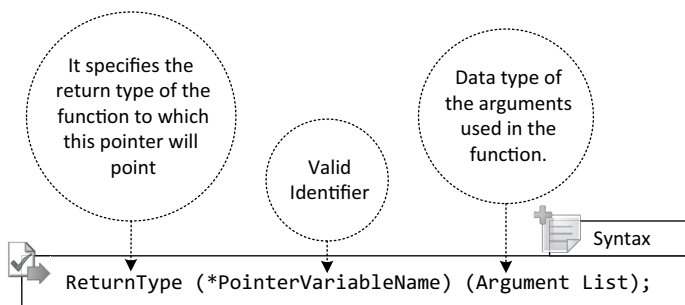 It specifies the
return type of the
function to which
this pointer will
point
Valid
Identifier
Data type of
the arguments
used in the
function.
Syntax
ReturnType (*PointerVariableName) (Argument List);